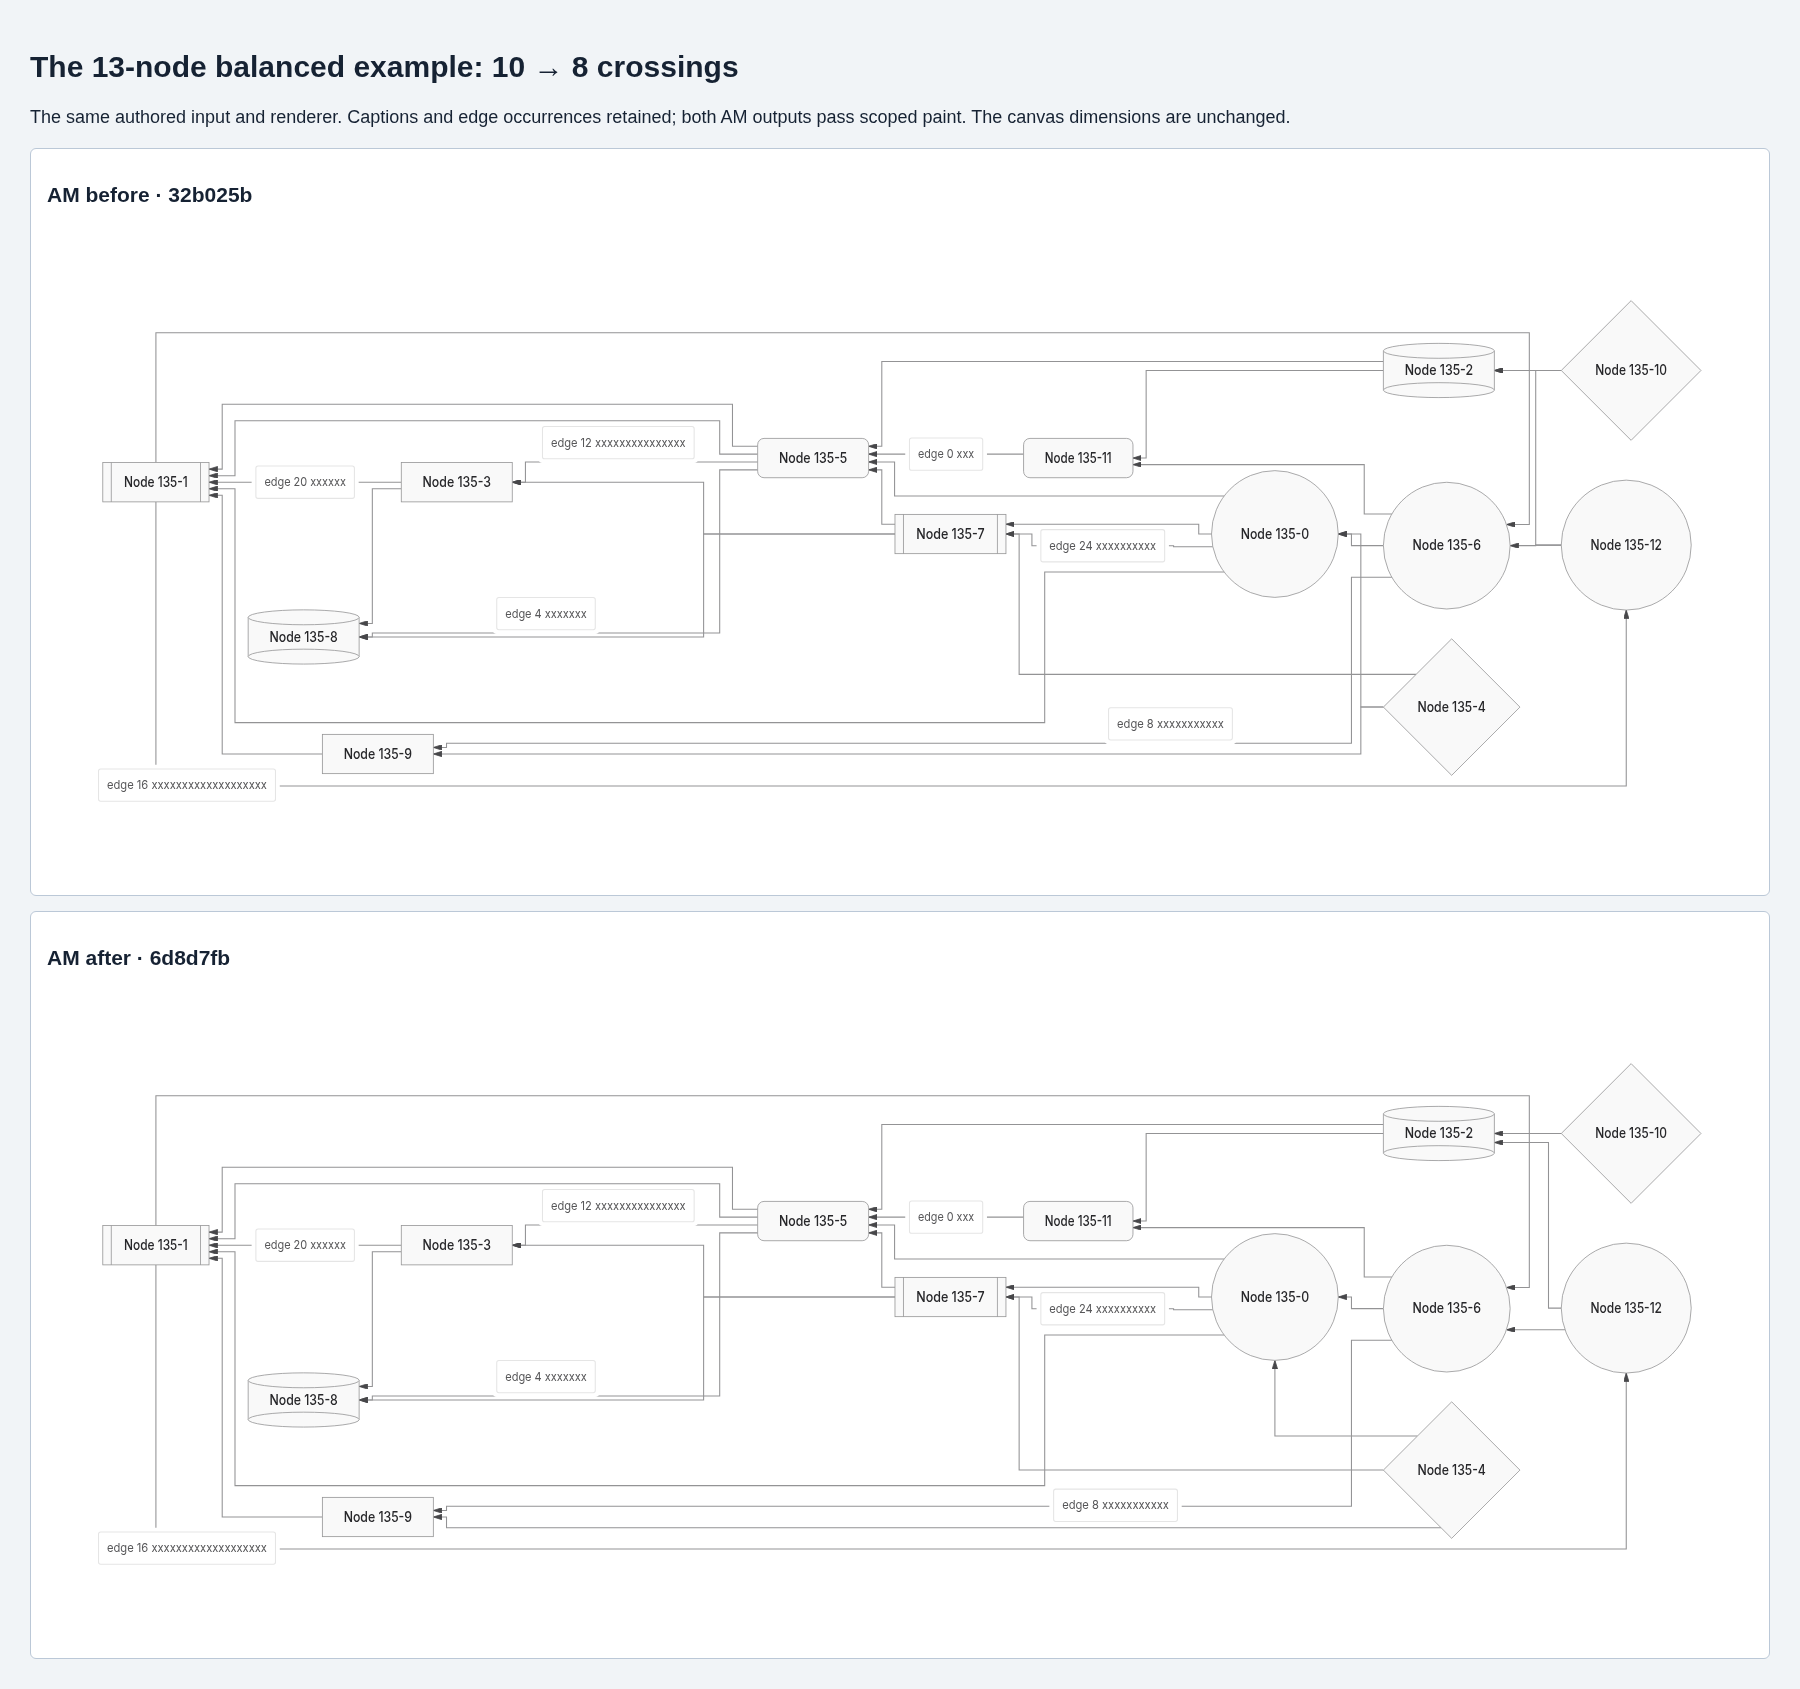 The 13-node balanced example: 10 → 8 crossings
The same authored input and renderer. Captions and edge occurrences retained; both AM outputs pass scoped paint. The canvas dimensions are unchanged.
AM before · 32b025b
Node 135-10
Node 135-2
edge 12 xxxxxxxxxxxxxxx
Node 135-5
edge 0 xxx
Node 135-11
Node 135-1
edge 20 xxxxxx
Node 135-3
Node 135-7
edge 24 xxxxxxxxxx
Node 135-0
Node 135-6
Node 135-12
edge 4 xxxxxxx
Node 135-8
Node 135-4
edge 8 xxxxxxxxxxx
Node 135-9
edge 16 xxxxxxxxxxxxxxxxxxx
AM after · 6d8d7fb
Node 135-10
Node 135-2
edge 12 xxxxxxxxxxxxxxx
Node 135-5
edge 0 xxx
Node 135-11
Node 135-1
edge 20 xxxxxx
Node 135-3
Node 135-7
edge 24 xxxxxxxxxx
Node 135-0
Node 135-6
Node 135-12
edge 4 xxxxxxx
Node 135-8
Node 135-4
edge 8 xxxxxxxxxxx
Node 135-9
edge 16 xxxxxxxxxxxxxxxxxxx